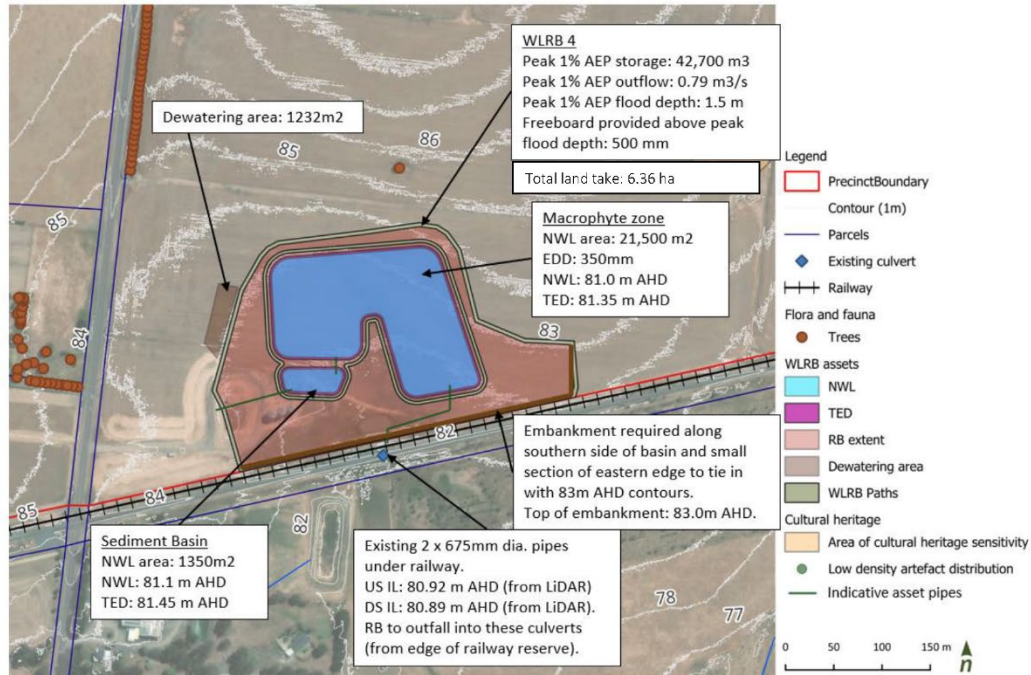 WLRB 4
Peak 1% AEP storage: 42,700 m3
Peak 1% AEP outflow: 0.79 m3/s
Peak 1% AEP flood depth: 1.5 m
Freeboard provided above peak
flood depth: 500 mm
Dewatering area: 1232m2
86
85
Total land take: 6.36 ha
85
Macrophyte zone
NWL area: 21,500 m2
EDD: 350mm
NWL: 81.0 m AHD
TED: 81.35 m AHD
84
83
82
Embankment required along
southern side of basin and small
section of eastern edge to tie in
with 83m AHD contours.
Top of embankment: 83.0m AHD.
84
85
82
Sediment Basin
NWL area: 1350m2
NWL: 81.1 m AHD
TED: 81.45 m AHD
Existing 2 x 675mm dia. pipes
under railway.
US IL: 80.92 m AHD (from LiDAR)
DS IL: 80.89 m AHD (from LiDAR).
RB to outfall into these culverts
(from edge of railway reserve).
78
77
Legend
PrecinctBoundary
Contour (1m)
Parcels
Existing culvert
Railway
Flora and fauna
Trees
WLRB assets
NWL
TED
RB extent
Dewatering area
WLRB Paths
Cultural heritage
Area of cultural heritage sensitivity
Low density artefact distribution
Indicative asset pipes
0 50 100 150 m
n